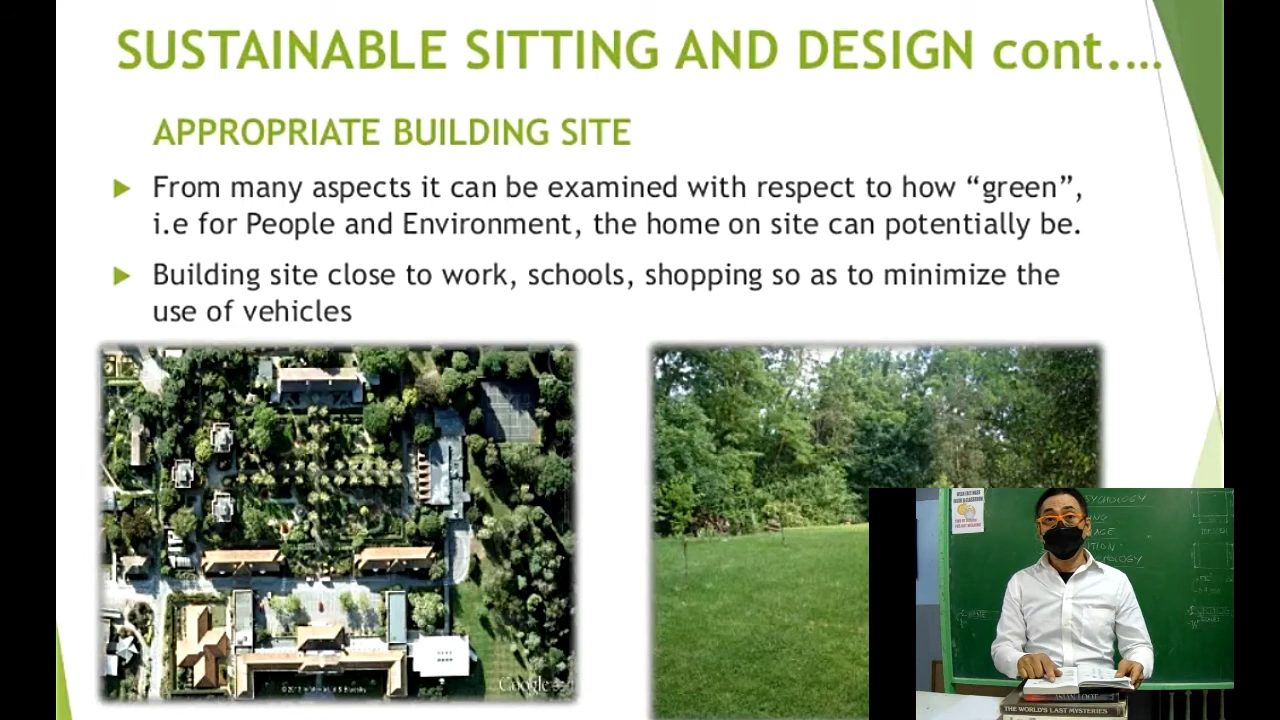 SUSTAINABLE SITTING AND DESIGN cont.…
APPROPRIATE BUILDING SITE
From many aspects it can be examined with respect to how “green”,
i.e for People and Environment, the home on site can potentially be.
Building site close to work, schools, shopping so as to minimize the
use of vehicles
Google
THE WORLD'S LAST MYSTERIES